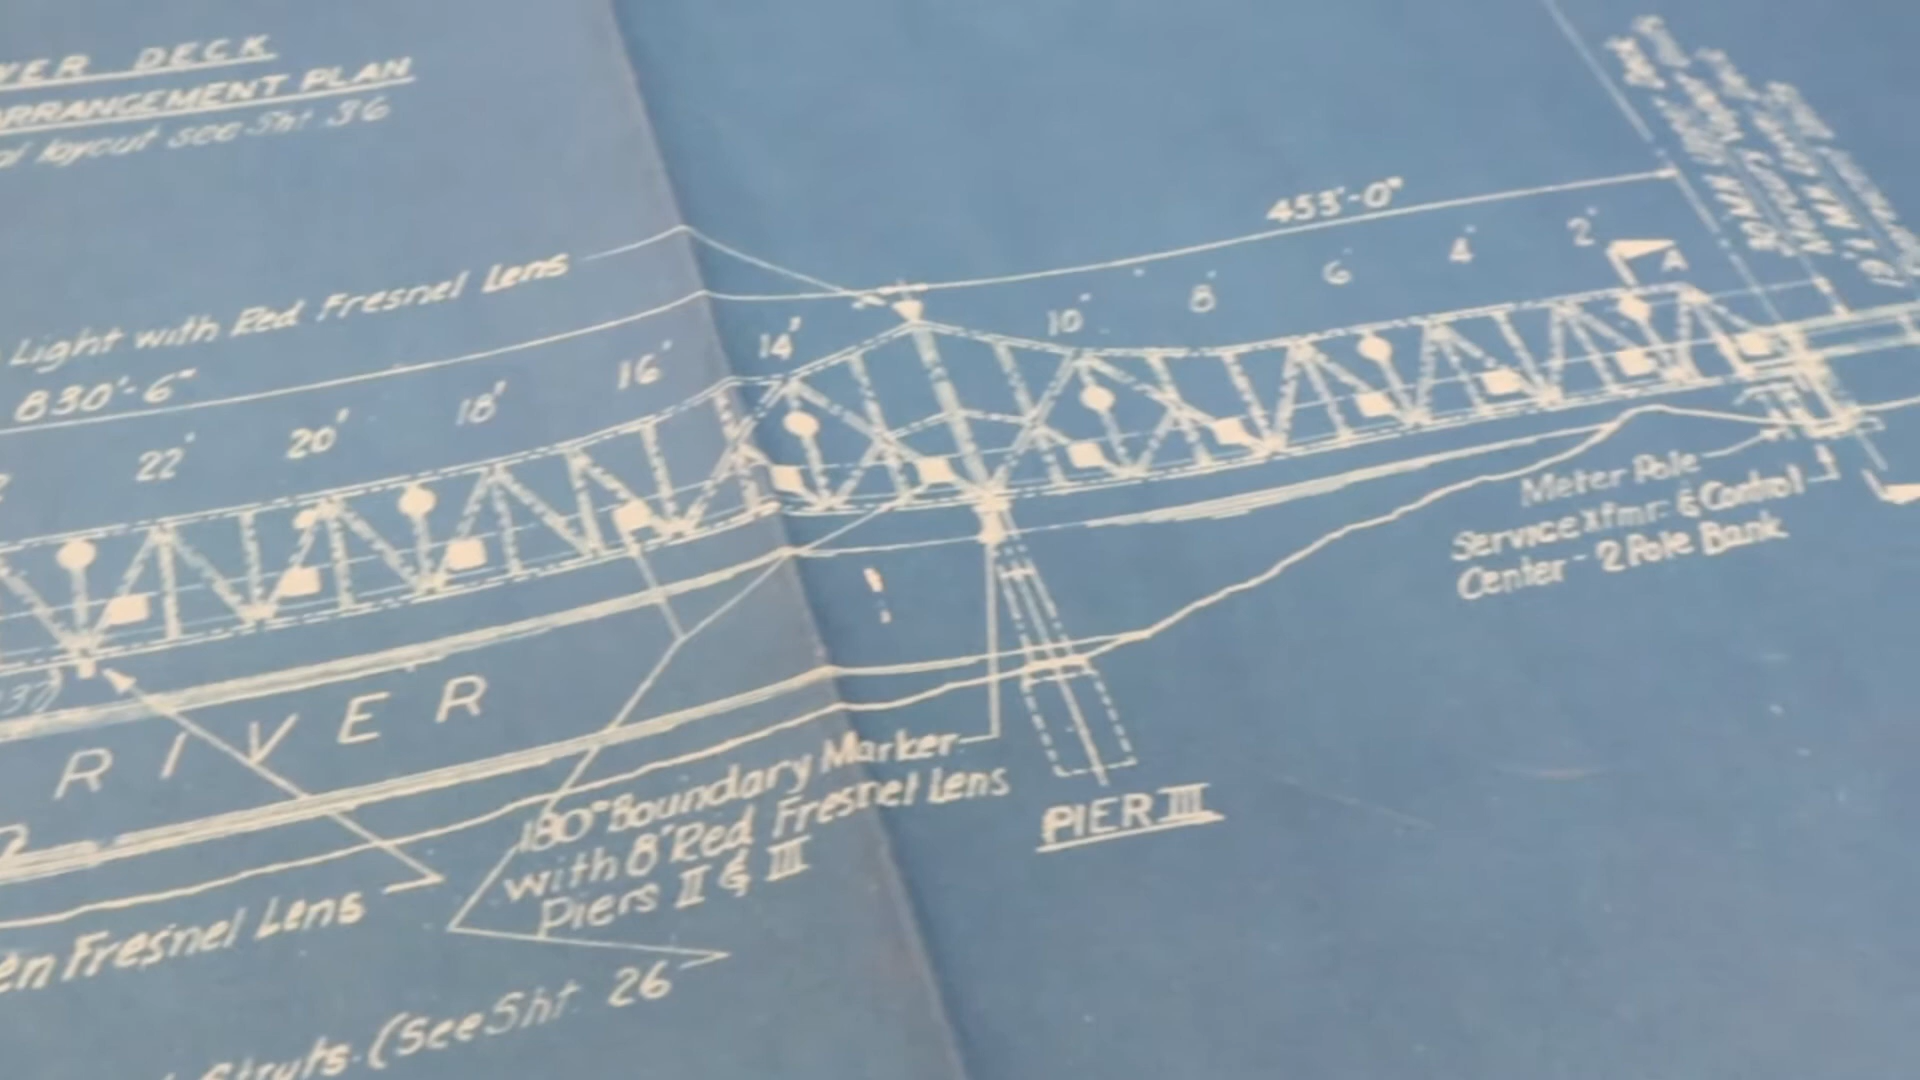 DECK
ARRANGEMENT PLAN
layout see Sht. 36
Light with Red Fresnel Lens
830'-6"
453'-0"
22'
20'
18'
16'
14'
10'
8'
6'
4'
2'
A
RIVER
180° Boundary Marker
with 8" Red Fresnel Lens
Piers II & III
PIER III
Meter Pole
Service Xfmr. & Control
Center - 2 Pole Bank
Fresnel Lens
Struts. (See Sht. 26